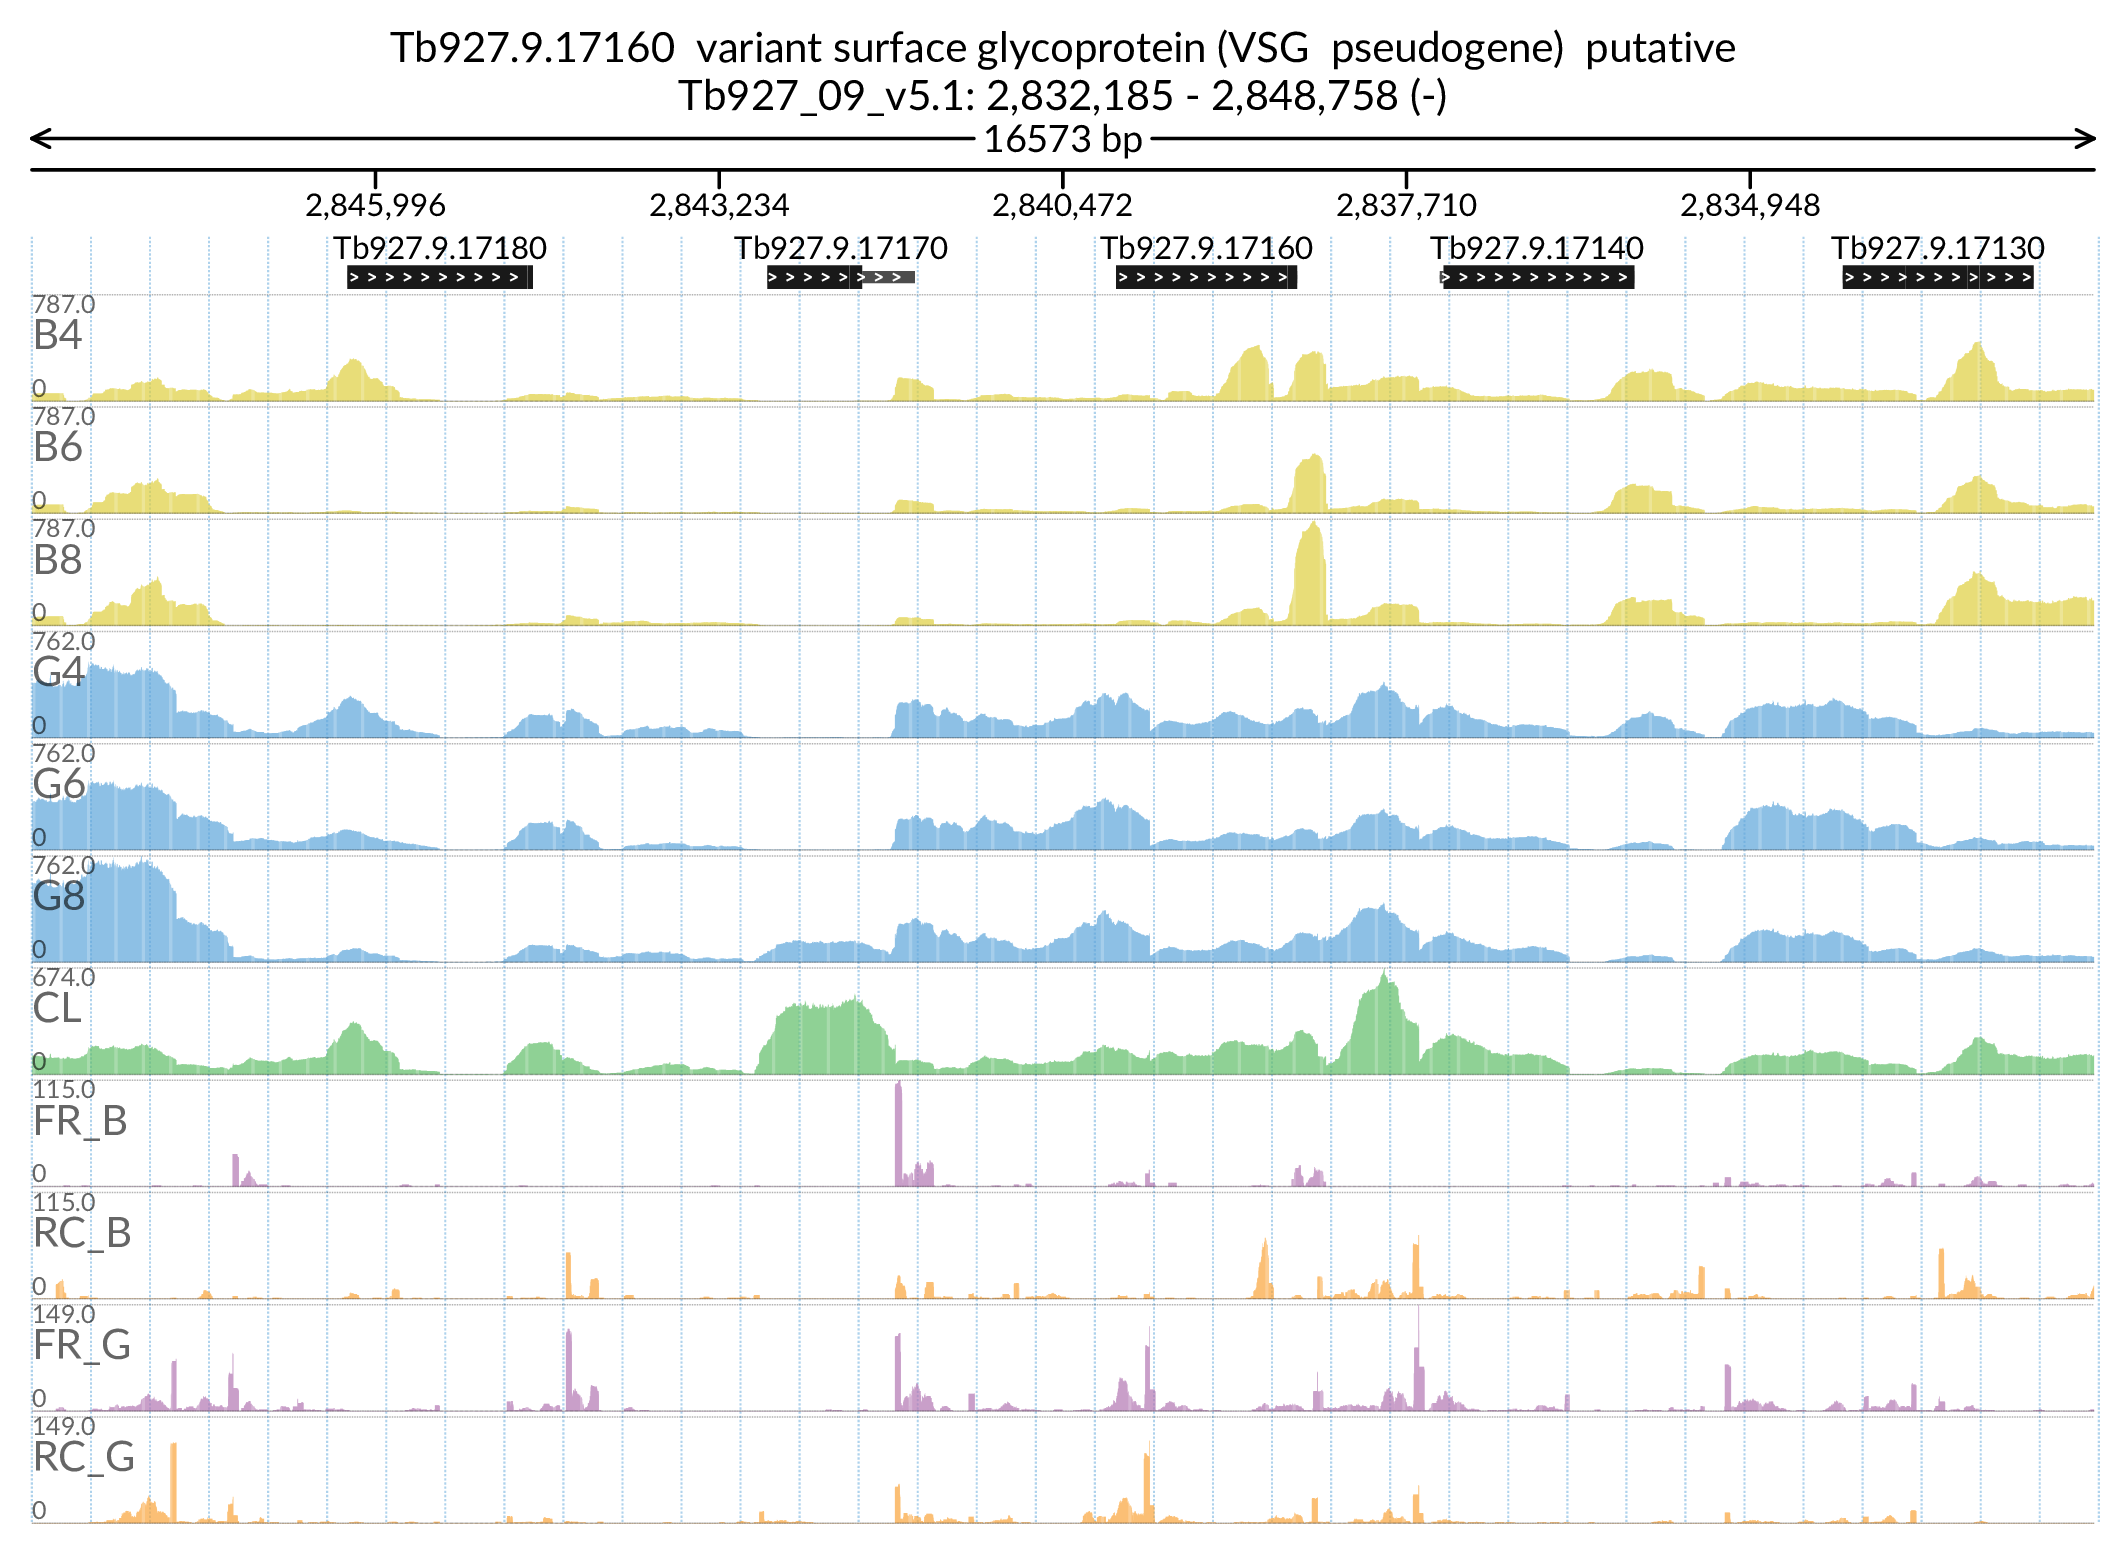 Tb927.9.17160 variant surface glycoprotein (VSG pseudogene) putative
Tb927_09_v5.1: 2,832,185 - 2,848,758 (-)
16573 bp
2,845,996 2,843,234 2,840,472 2,837,710 2,834,948
Tb927.9.17180 Tb927.9.17170 Tb927.9.17160 Tb927.9.17140 Tb927.9.17130
787.0
B4
0
787.0
B6
0
787.0
B8
0
762.0
G4
0
762.0
G6
0
762.0
G8
0
674.0
CL
0
115.0
FR_B
0
115.0
RC_B
0
149.0
FR_G
0
149.0
RC_G
0